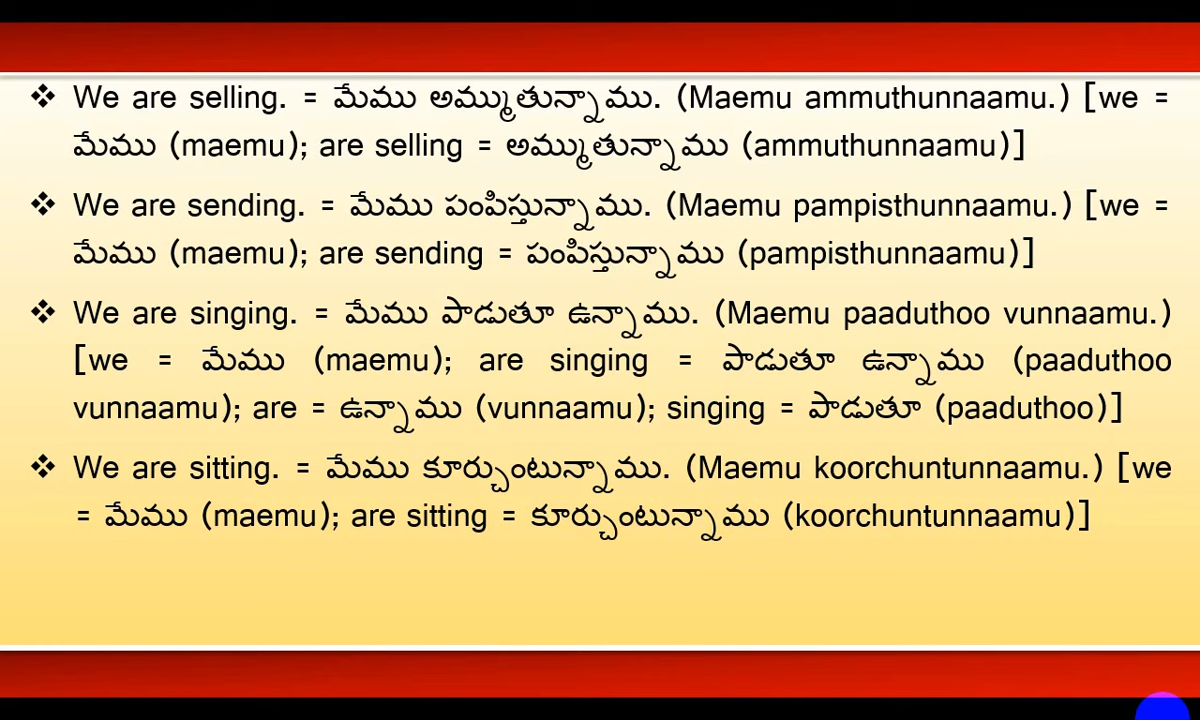 ❖ We are selling. = మేము అమ్ముతున్నాము. (Maemu ammuthunnaamu.) [we =
మేము (maemu); are selling = అమ్ముతున్నాము (ammuthunnaamu)]
❖ We are sending. = మేము పంపిస్తున్నాము. (Maemu pampisthunnaamu.) [we =
మేము (maemu); are sending = పంపిస్తున్నాము (pampisthunnaamu)]
❖ We are singing. = మేము పాడుతూ ఉన్నాము. (Maemu paaduthoo vunnaamu.)
[we = మేము (maemu); are singing = పాడుతూ ఉన్నాము (paaduthoo
vunnaamu); are = ఉన్నాము (vunnaamu); singing = పాడుతూ (paaduthoo)]
❖ We are sitting. = మేము కూర్చుంటున్నాము. (Maemu koorchuntunnaamu.) [we
= మేము (maemu); are sitting = కూర్చుంటున్నాము (koorchuntunnaamu)]